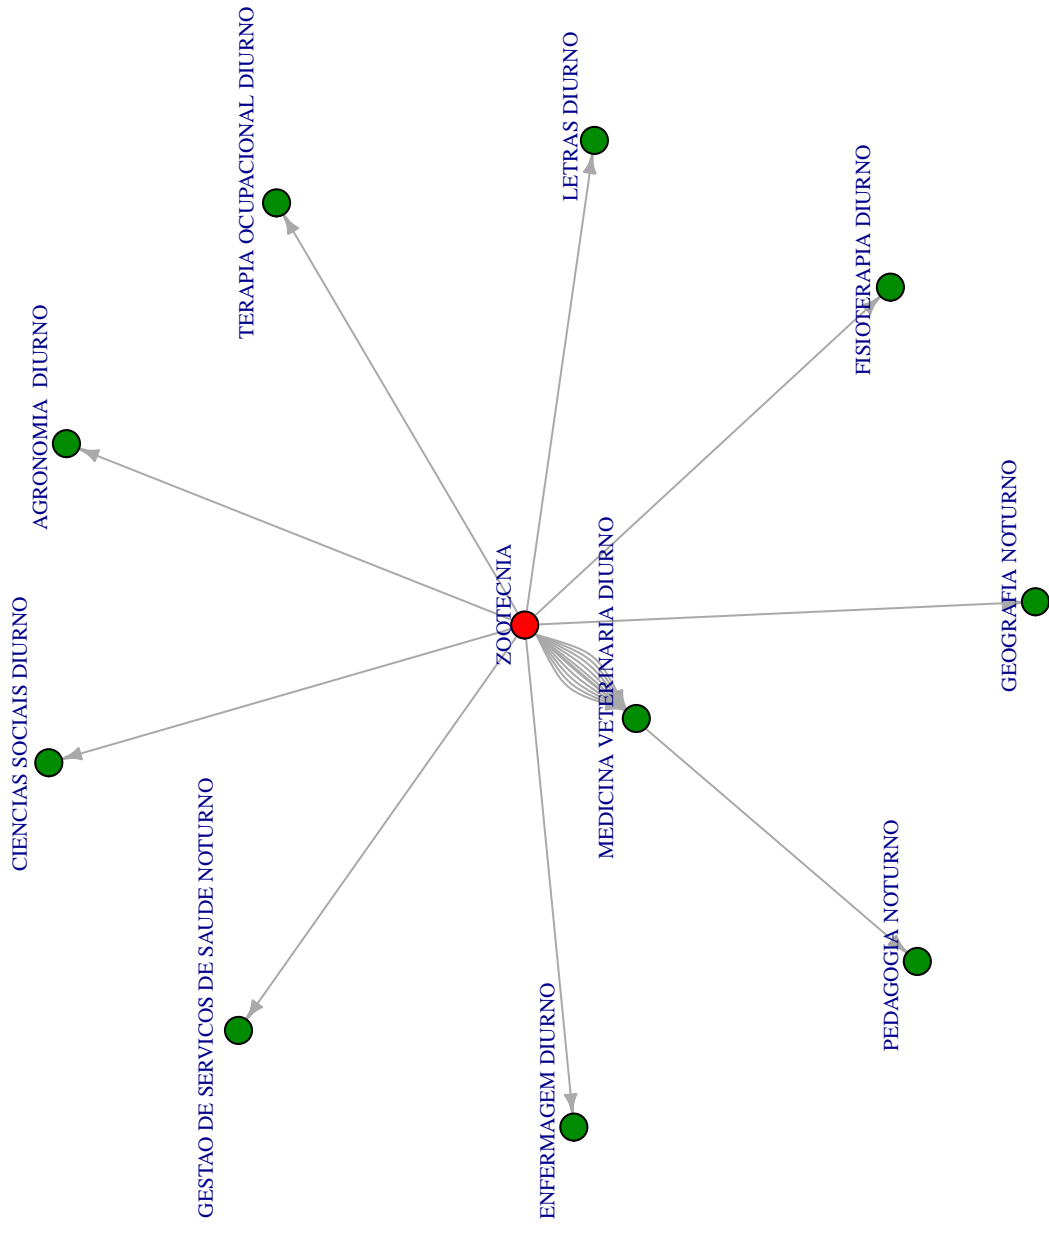 TERAPIA OCUPACIONAL DIURNO
LETRAS DIURNO
FISIOTERAPIA DIURNO
AGRONOMIA  DIURNO
GEOGRAFIA NOTURNO
ZOOTECNIA
MEDICINA VETERINARIA DIURNO
CIENCIAS SOCIAIS DIURNO
GESTAO DE SERVICOS DE SAUDE NOTURNO
PEDAGOGIA NOTURNO
ENFERMAGEM DIURNO